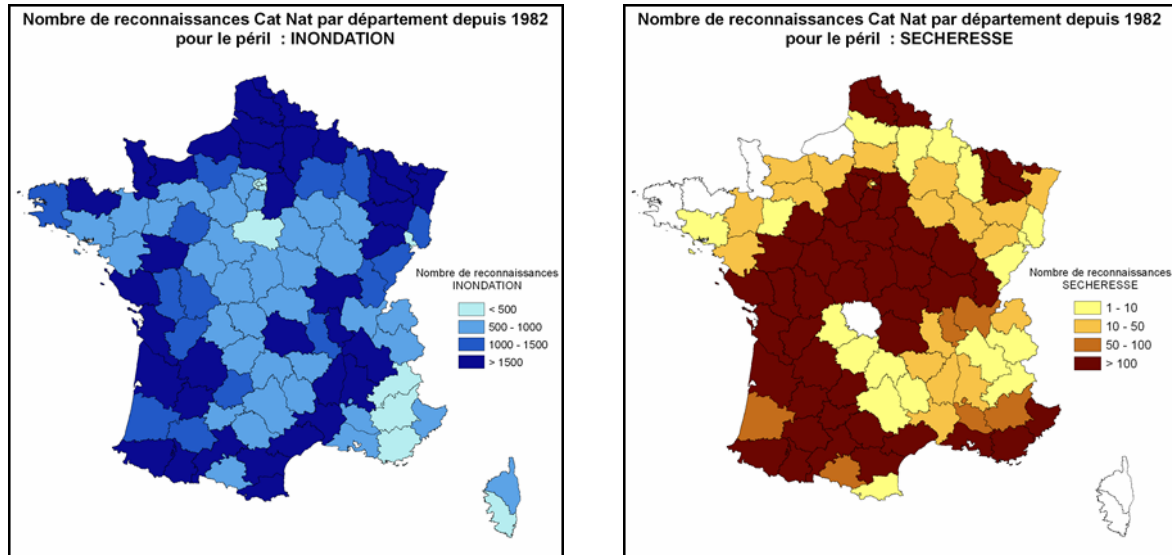 Nombre de reconnaissances Cat Nat par département depuis 1982
pour le péril : INONDATION
Nombre de reconnaissances
INONDATION
< 500
500 - 1000
1000 - 1500
> 1500
Nombre de reconnaissances Cat Nat par département depuis 1982
pour le péril : SECHERESSE
Nombre de reconnaissances
SECHERESSE
1 - 10
10 - 50
50 - 100
> 100